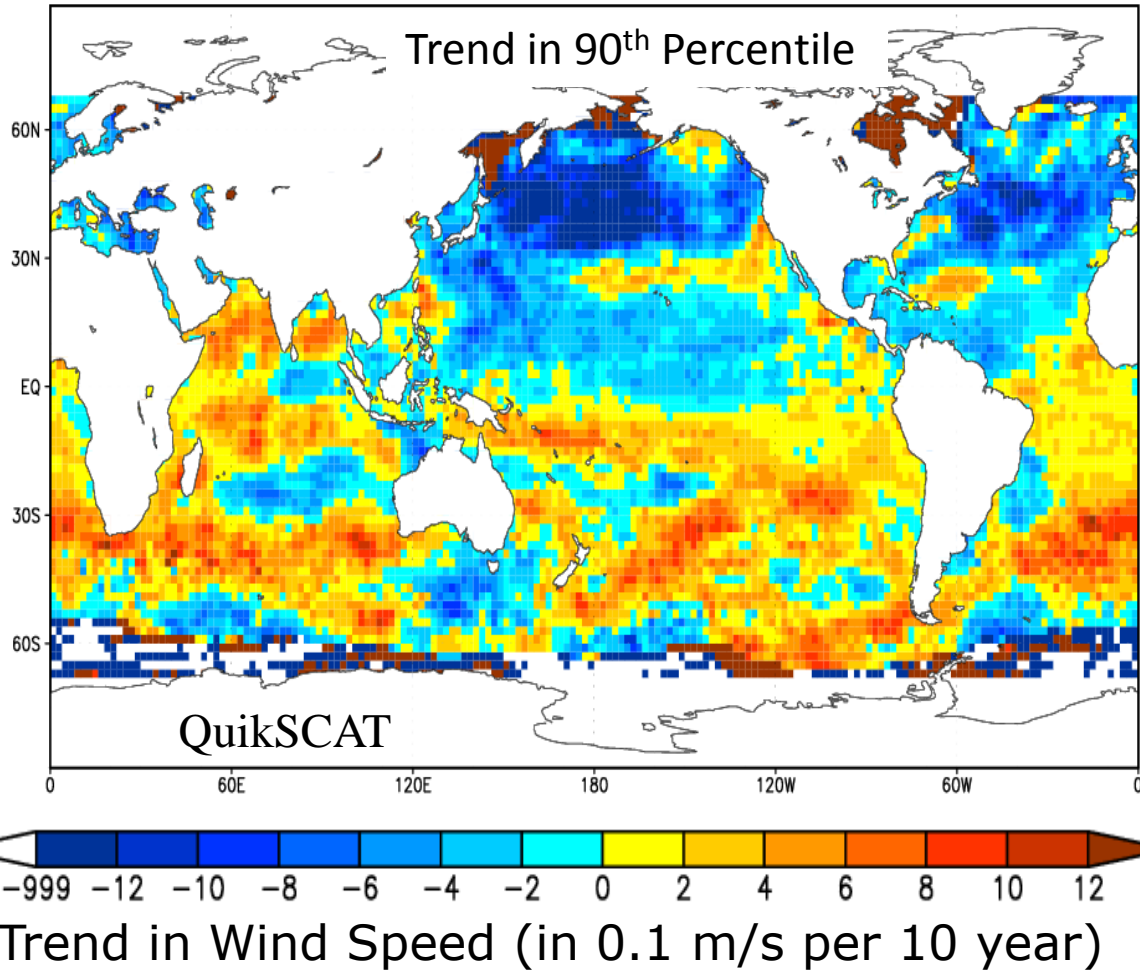 Trend in 90th Percentile
60N
30N
EQ
30S
60S
QuikSCAT
0 60E 120E 180 120W 60W 0
-999 -12 -10 -8 -6 -4 -2 0 2 4 6 8 10 12
Trend in Wind Speed (in 0.1 m/s per 10 year)